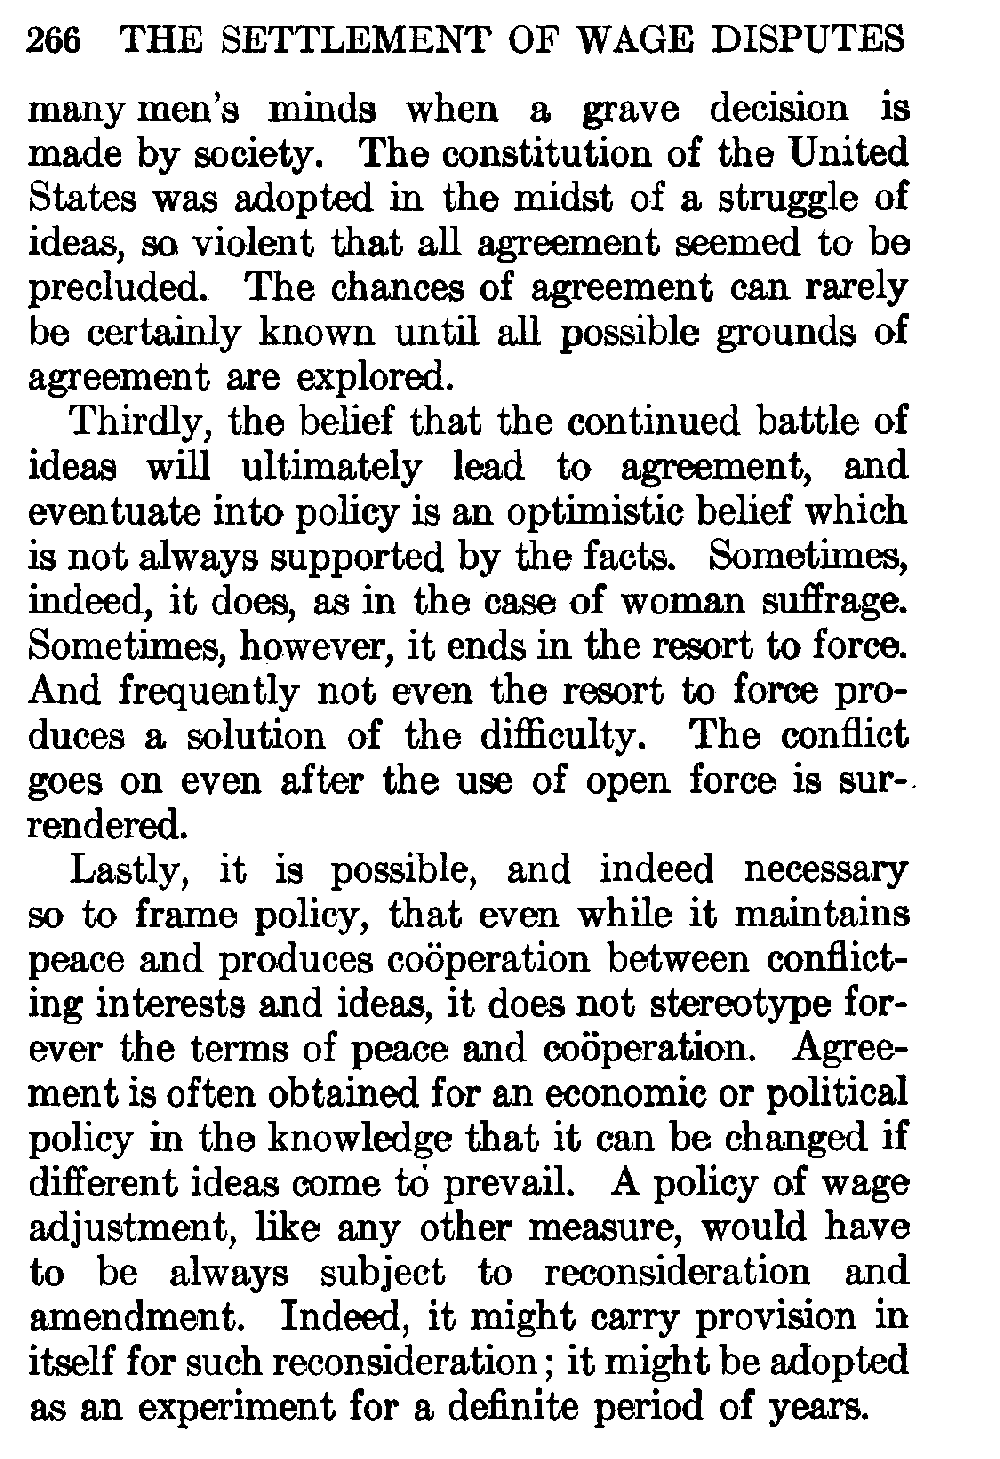 266 THE SETTLEMENT OF WAGE DISPUTES
many men's minds when a grave decision is
made by society. The constitution of the United
States was adopted in the midst of a struggle of
ideas, so violent that all agreement seemed to be
precluded. The chances of agreement can rarely
be certainly known until all possible grounds of
agreement are explored.
Thirdly, the belief that the continued battle of
ideas will ultimately lead to agreement, and
eventuate into policy is an optimistic belief which
is not always supported by the facts. Sometimes,
indeed, it does, as in the case of woman suffrage.
Sometimes, however, it ends in the resort to force.
And frequently not even the resort to force pro-
duces a solution of the difficulty. The conflict
goes on even after the use of open force is sur-
rendered.
Lastly, it is possible, and indeed necessary
so to frame policy, that even while it maintains
peace and produces coöperation between conflict-
ing interests and ideas, it does not stereotype for-
ever the terms of peace and coöperation. Agree-
ment is often obtained for an economic or political
policy in the knowledge that it can be changed if
different ideas come to prevail. A policy of wage
adjustment, like any other measure, would have
to be always subject to reconsideration and
amendment. Indeed, it might carry provision in
itself for such reconsideration; it might be adopted
as an experiment for a definite period of years.